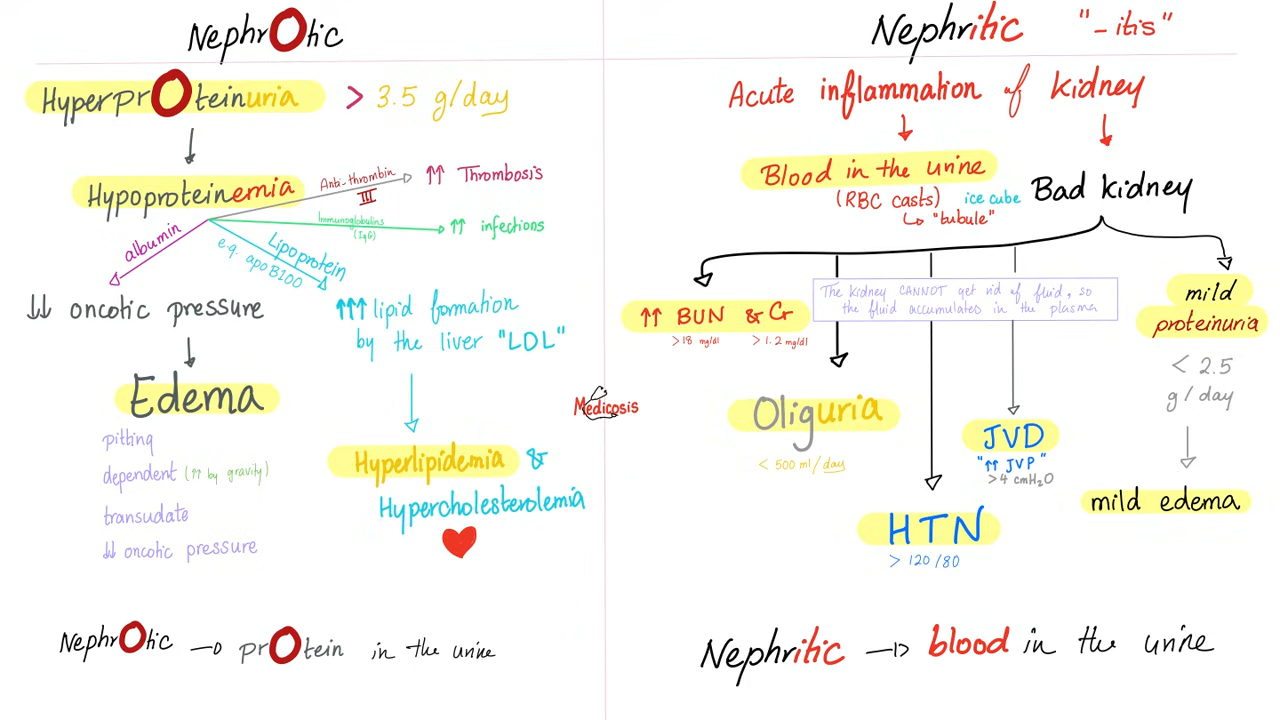 NephrOtic
HyperprOteinuria > 3.5 g/day
Hypoproteinemia
Anti-thrombin
III
↑↑ Thrombosis
Immunoglobulins
(IgG)
↑↑ infections
albumin
Lipoprotein
e.g. apoB100
↓↓ oncotic pressure
↑↑↑ lipid formation
by the liver "LDL"
Edema
pitting
dependent (↑↑ by gravity)
transudate
↓↓ oncotic pressure
Hyperlipidemia &
Hypercholesterolemia
NephrOtic → prOtein in the urine
Medicosis
Nephritic "-itis"
Acute inflammation of kidney
Blood in the urine
(RBC casts) ice cube
↳ "tubule"
Bad kidney
↑↑ BUN & Cr
>18 mg/dl >1.2 mg/dl
The kidney CANNOT get rid of fluid, so
the fluid accumulates in the plasma
mild
proteinuria
< 2.5
g/day
mild edema
Oliguria
< 500 ml/day
JVD
"↑↑ JVP"
>4 cmH2O
HTN
> 120/80
Nephritic → blood in the urine